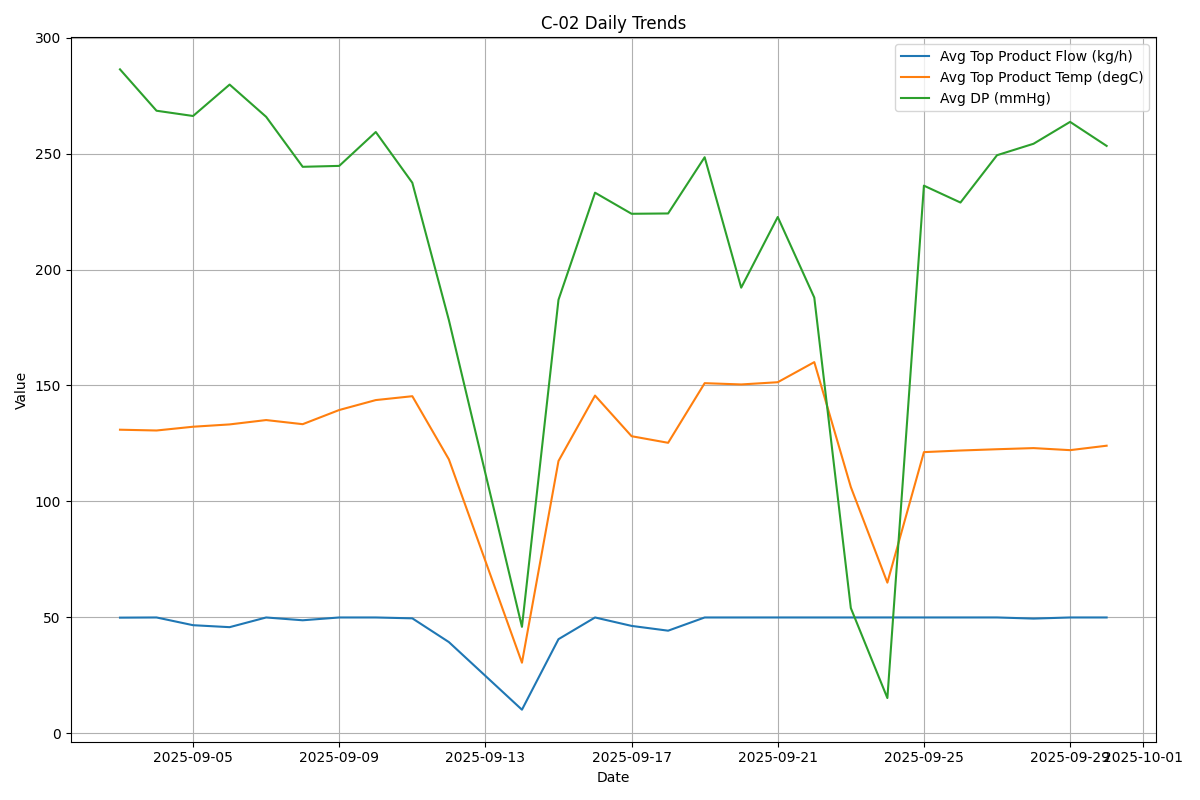 C-02 Daily Trends
Avg Top Product Flow (kg/h)
Avg Top Product Temp (degC)
Avg DP (mmHg)
Value
300
250
200
150
100
50
0
2025-09-05 2025-09-09 2025-09-13 2025-09-17 2025-09-21 2025-09-25 2025-09-29 2025-10-01
Date